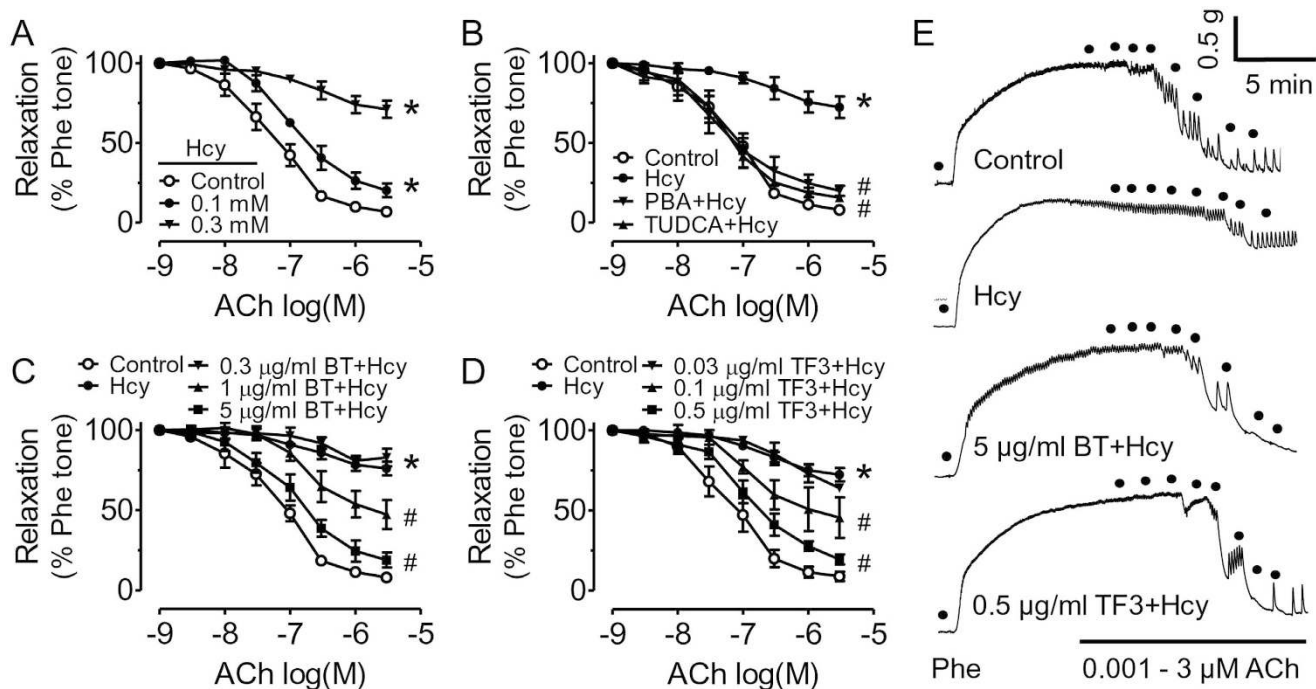 A
Relaxation
(% Phe tone)
100
50
0
Hcy
Control
0.1 mM
0.3 mM
*
*
-9 -8 -7 -6 -5
ACh log(M)
B
Relaxation
(% Phe tone)
100
50
0
Control
Hcy
PBA+Hcy
TUDCA+Hcy
*
#
#
-9 -8 -7 -6 -5
ACh log(M)
C
Control
Hcy
0.3 µg/ml BT+Hcy
1 µg/ml BT+Hcy
5 µg/ml BT+Hcy
Relaxation
(% Phe tone)
100
50
0
*
#
#
-9 -8 -7 -6 -5
ACh log(M)
D
Control
Hcy
0.03 µg/ml TF3+Hcy
0.1 µg/ml TF3+Hcy
0.5 µg/ml TF3+Hcy
Relaxation
(% Phe tone)
100
50
0
*
#
#
-9 -8 -7 -6 -5
ACh log(M)
E
0.5 g
5 min
Control
Hcy
5 µg/ml BT+Hcy
0.5 µg/ml TF3+Hcy
Phe
0.001 - 3 µM ACh